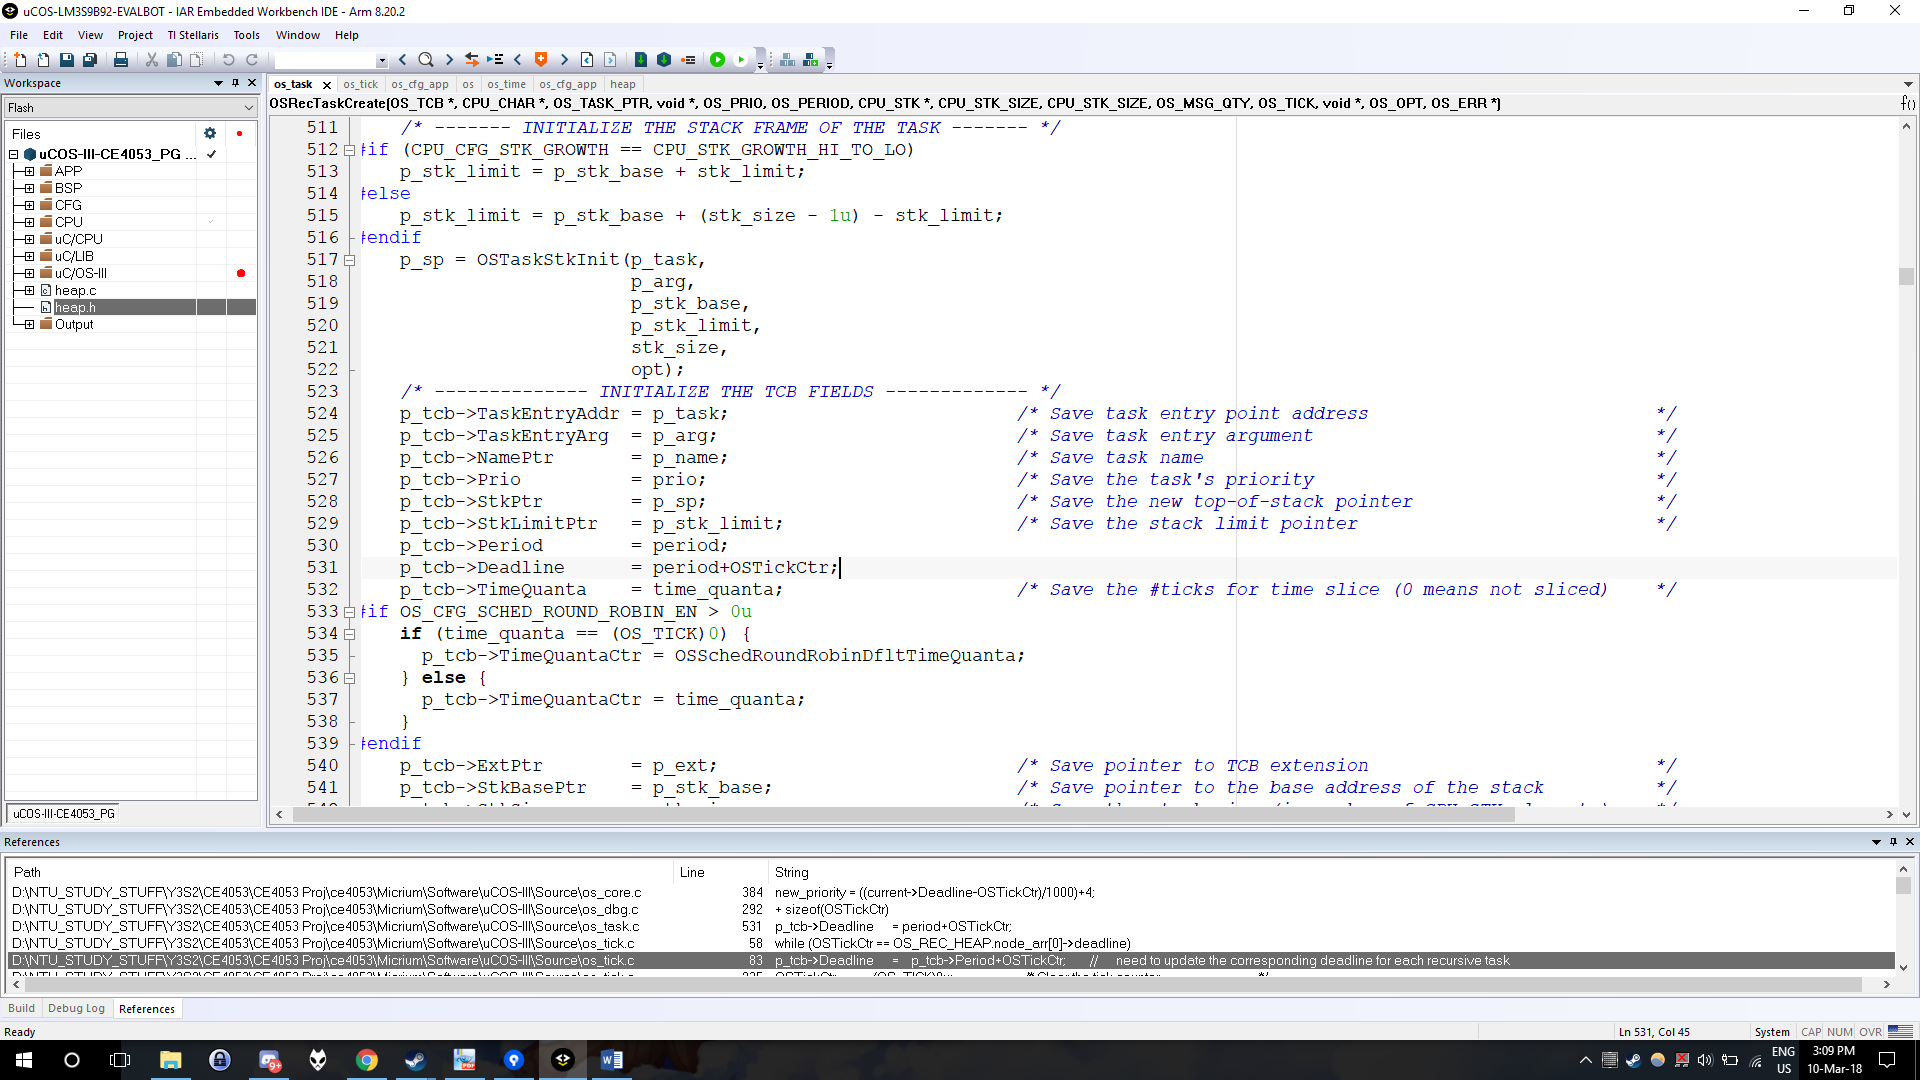 uCOS-LM3S9B92-EVALBOT - IAR Embedded Workbench IDE - Arm 8.20.2
File Edit View Project TI Stellaris Tools Window Help
Workspace
os_task os_tick os_cfg_app os os_time os_cfg_app heap
Flash
OSRecTaskCreate(OS_TCB *, CPU_CHAR *, OS_TASK_PTR, void *, OS_PRIO, OS_PERIOD, CPU_STK *, CPU_STK_SIZE, CPU_STK_SIZE, OS_MSG_QTY, OS_TICK, void *, OS_OPT, OS_ERR *)
f()
Files
uCOS-III-CE4053_PG ...
APP
BSP
CFG
CPU
uC/CPU
uC/LIB
uC/OS-III
heap.c
heap.h
Output
uCOS-III-CE4053_PG
511 /* ------- INITIALIZE THE STACK FRAME OF THE TASK ------- */
512 #if (CPU_CFG_STK_GROWTH == CPU_STK_GROWTH_HI_TO_LO)
513 p_stk_limit = p_stk_base + stk_limit;
514 #else
515 p_stk_limit = p_stk_base + (stk_size - 1u) - stk_limit;
516 #endif
517 p_sp = OSTaskStkInit(p_task,
518 p_arg,
519 p_stk_base,
520 p_stk_limit,
521 stk_size,
522 opt);
523 /* -------------- INITIALIZE THE TCB FIELDS ------------- */
524 p_tcb->TaskEntryAddr = p_task; /* Save task entry point address */
525 p_tcb->TaskEntryArg = p_arg; /* Save task entry argument */
526 p_tcb->NamePtr = p_name; /* Save task name */
527 p_tcb->Prio = prio; /* Save the task's priority */
528 p_tcb->StkPtr = p_sp; /* Save the new top-of-stack pointer */
529 p_tcb->StkLimitPtr = p_stk_limit; /* Save the stack limit pointer */
530 p_tcb->Period = period;
531 p_tcb->Deadline = period+OSTickCtr;
532 p_tcb->TimeQuanta = time_quanta; /* Save the #ticks for time slice (0 means not sliced) */
533 #if OS_CFG_SCHED_ROUND_ROBIN_EN > 0u
534 if (time_quanta == (OS_TICK)0) {
535 p_tcb->TimeQuantaCtr = OSSchedRoundRobinDfltTimeQuanta;
536 } else {
537 p_tcb->TimeQuantaCtr = time_quanta;
538 }
539 #endif
540 p_tcb->ExtPtr = p_ext; /* Save pointer to TCB extension */
541 p_tcb->StkBasePtr = p_stk_base; /* Save pointer to the base address of the stack */
References
Path Line String
D:\NTU_STUDY_STUFF\Y3S2\CE4053\CE4053 Proj\ce4053\Micrium\Software\uCOS-III\Source\os_core.c 384 new_priority = ((current->Deadline-OSTickCtr)/1000)+4;
D:\NTU_STUDY_STUFF\Y3S2\CE4053\CE4053 Proj\ce4053\Micrium\Software\uCOS-III\Source\os_dbg.c 292 + sizeof(OSTickCtr)
D:\NTU_STUDY_STUFF\Y3S2\CE4053\CE4053 Proj\ce4053\Micrium\Software\uCOS-III\Source\os_task.c 531 p_tcb->Deadline = period+OSTickCtr;
D:\NTU_STUDY_STUFF\Y3S2\CE4053\CE4053 Proj\ce4053\Micrium\Software\uCOS-III\Source\os_tick.c 58 while (OSTickCtr == OS_REC_HEAP.node_arr[0]->deadline)
D:\NTU_STUDY_STUFF\Y3S2\CE4053\CE4053 Proj\ce4053\Micrium\Software\uCOS-III\Source\os_tick.c 83 p_tcb->Deadline = p_tcb->Period+OSTickCtr; // need to update the corresponding deadline for each recursive task
Build Debug Log References
Ready Ln 531, Col 45 System CAP NUM OVR
ENG US
3:09 PM
10-Mar-18